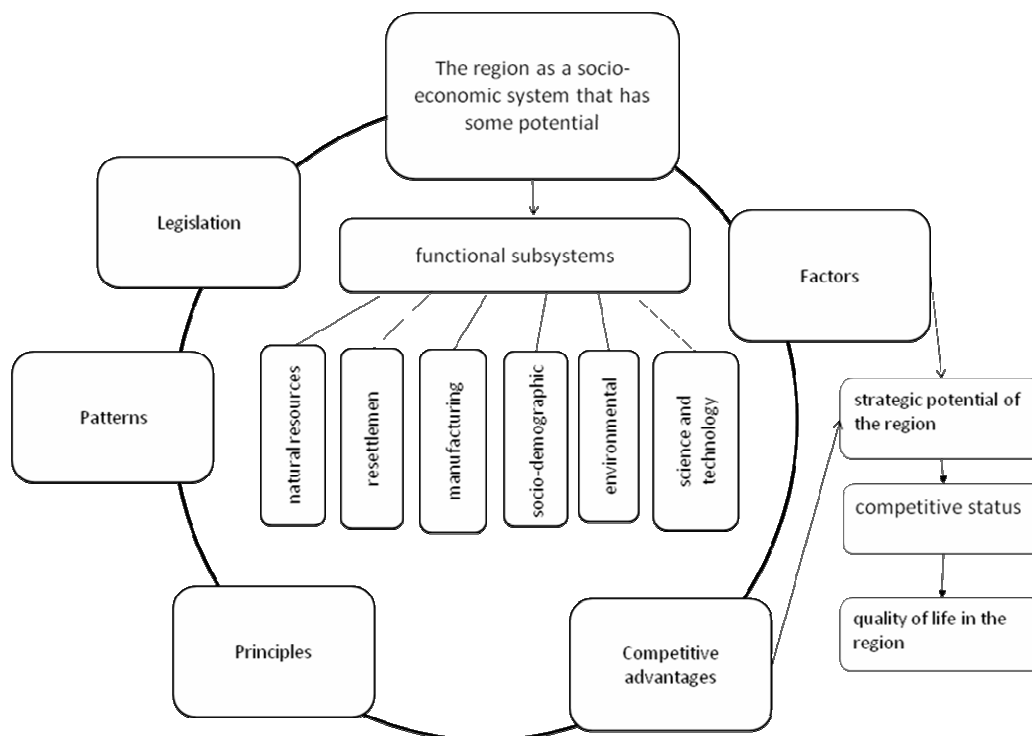 The region as a socio-
economic system that has
some potential
Legislation
functional subsystems
Factors
natural resources
resettlemen
manufacturing
socio-demographic
environmental
science and
technology
Patterns
strategic potential of
the region
competitive status
quality of life in the
region
Principles
Competitive
advantages